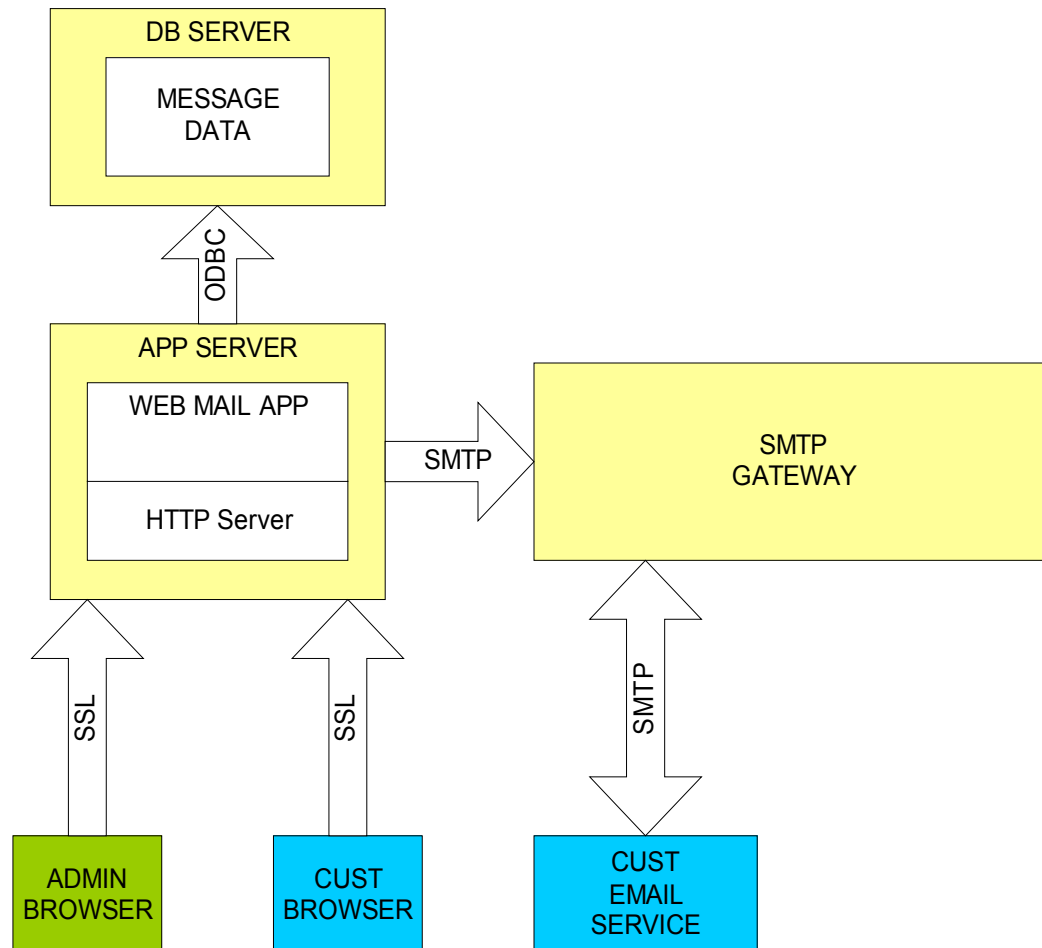 DB SERVER
MESSAGE
DATA
ODBC
APP SERVER
WEB MAIL APP
HTTP Server
SMTP
SMTP
GATEWAY
SSL
SSL
SMTP
ADMIN
BROWSER
CUST
BROWSER
CUST
EMAIL
SERVICE